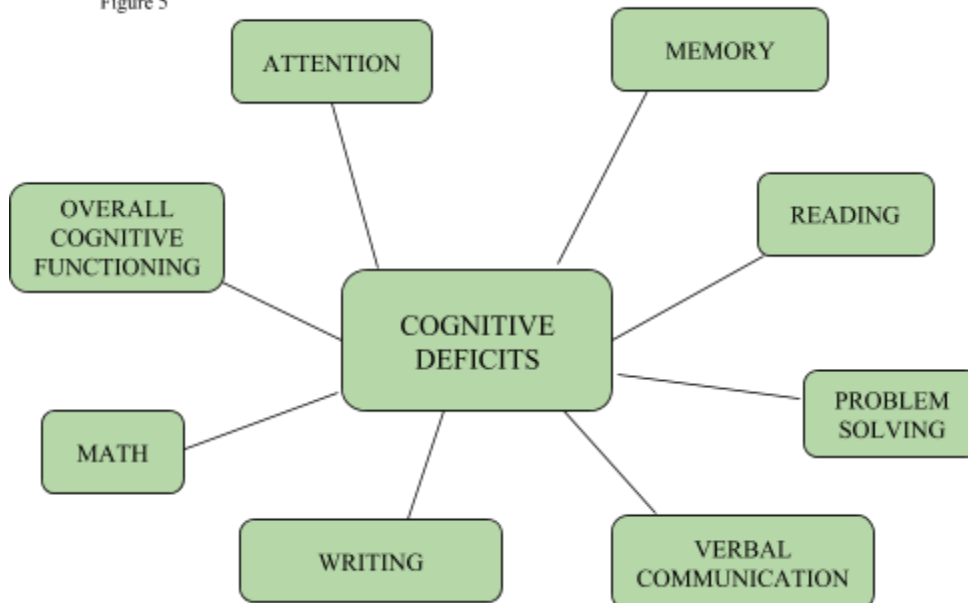 Figure 5
ATTENTION
MEMORY
OVERALL
COGNITIVE
FUNCTIONING
READING
COGNITIVE
DEFICITS
PROBLEM
SOLVING
MATH
WRITING
VERBAL
COMMUNICATION